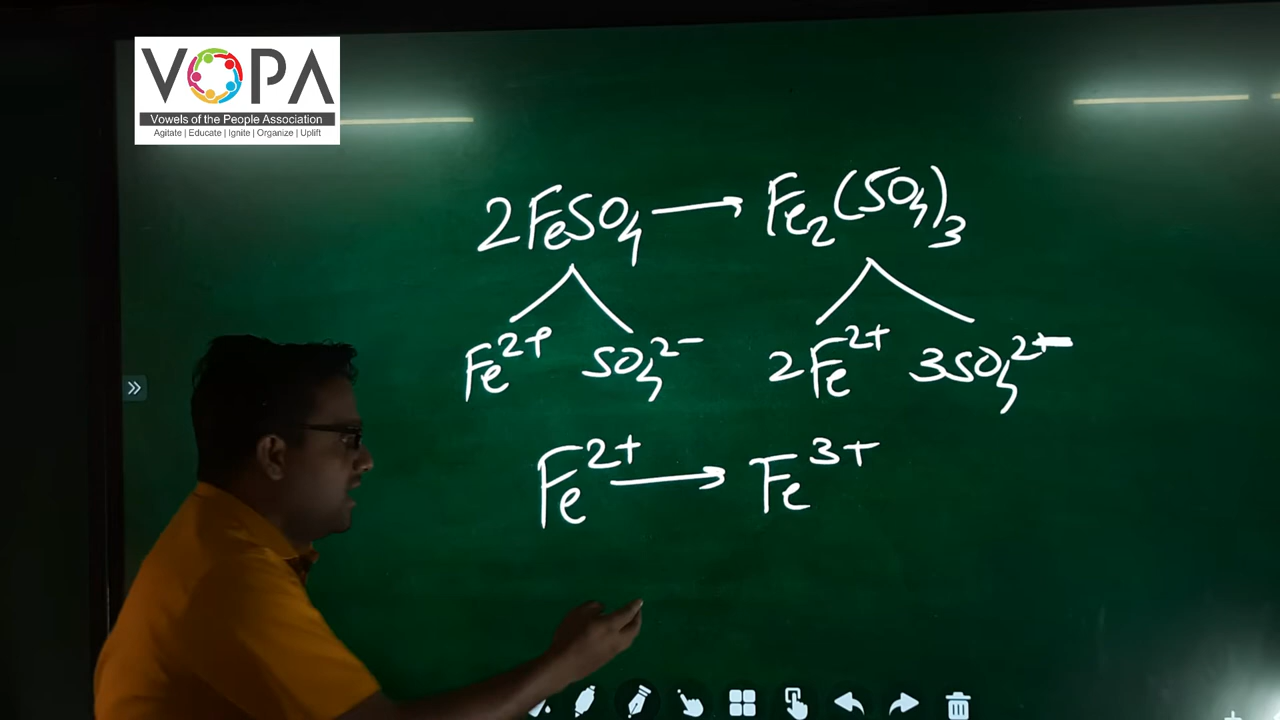 VOPA
Vowels of the People Association
Agitate | Educate | Ignite | Organize | Uplift
2FeSO₄ → Fe₂(SO₄)₃
Fe²⁺ SO₄²⁻ 2Fe²⁺ 3SO₄²⁻
Fe²⁺ → Fe³⁺